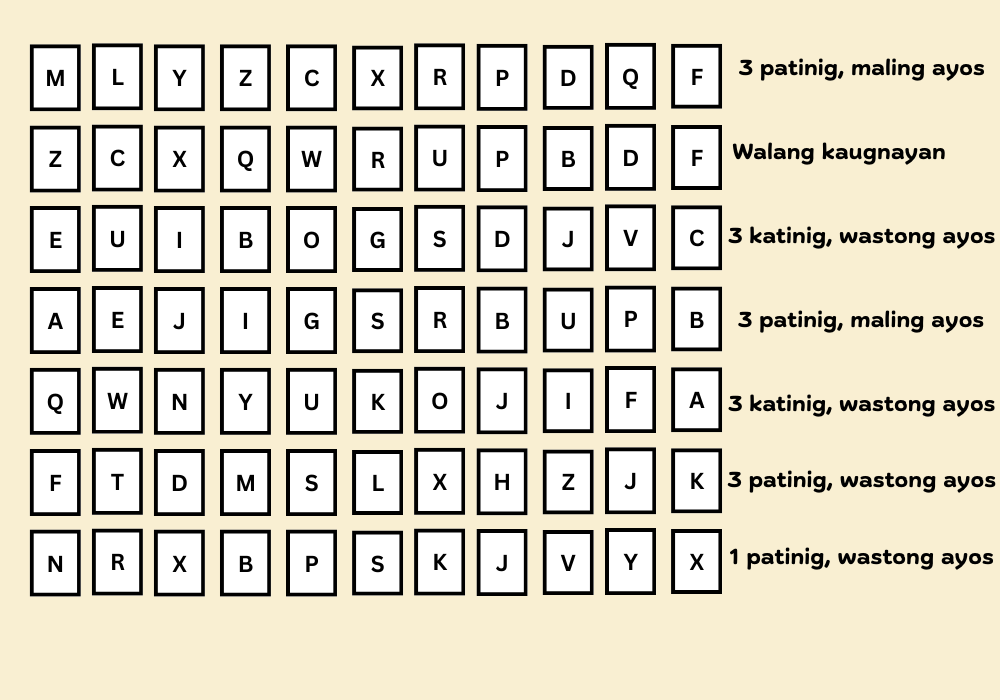 M L Y Z C X R P D Q F 3 patinig, maling ayos
Z C X Q W R U P B D F Walang kaugnayan
E U I B O G S D J V C 3 katinig, wastong ayos
A E J I G S R B U P B 3 patinig, maling ayos
Q W N Y U K O J I F A 3 katinig, wastong ayos
F T D M S L X H Z J K 3 patinig, wastong ayos
N R X B P S K J V Y X 1 patinig, wastong ayos